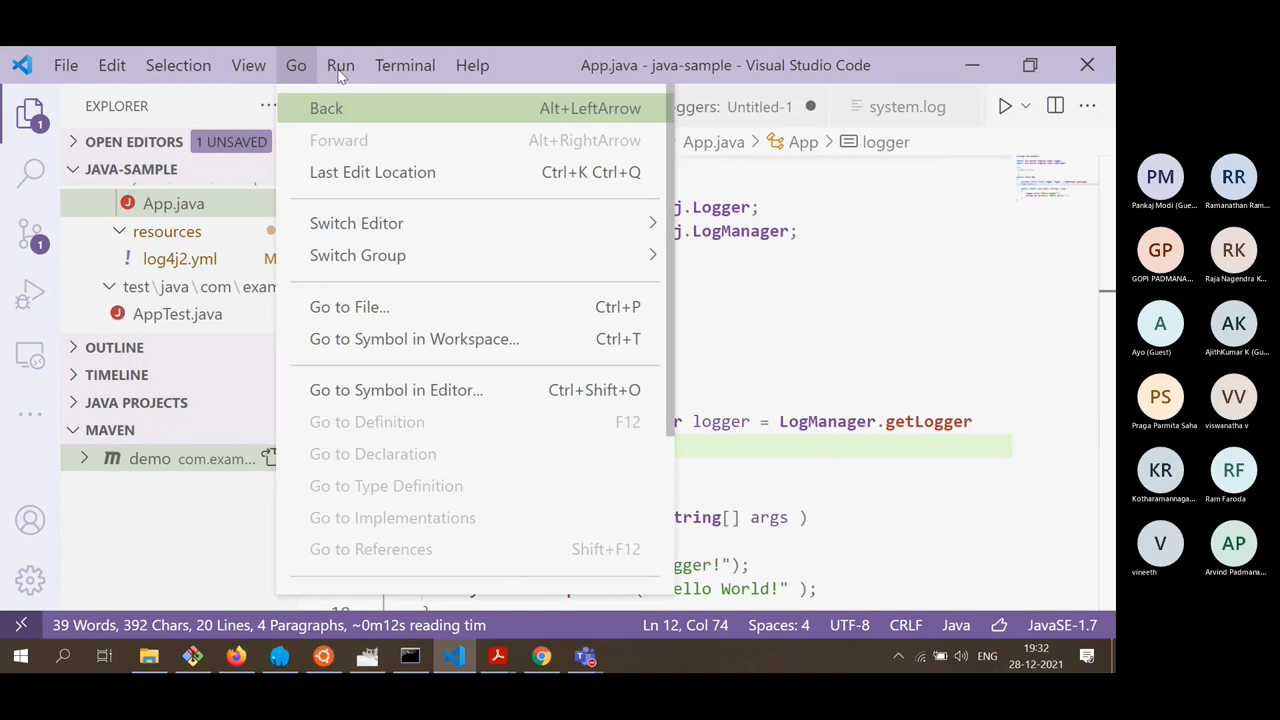 File Edit Selection View Go Run Terminal Help App.java - java-sample - Visual Studio Code
EXPLORER
OPEN EDITORS 1 UNSAVED
JAVA-SAMPLE
App.java
resources
log4j2.yml M
test\java\com\exam
AppTest.java
OUTLINE
TIMELINE
JAVA PROJECTS
MAVEN
demo com.exam...
1
1
Back Alt+LeftArrow
Forward Alt+RightArrow
Last Edit Location Ctrl+K Ctrl+Q
Switch Editor
Switch Group
Go to File... Ctrl+P
Go to Symbol in Workspace... Ctrl+T
Go to Symbol in Editor... Ctrl+Shift+O
Go to Definition F12
Go to Declaration
Go to Type Definition
Go to Implementations
Go to References Shift+F12
ggers: Untitled-1 system.log
App.java App logger
j.Logger;
j.LogManager;
r logger = LogManager.getLogger
tring[] args )
gger!");
ello World!" );
}
39 Words, 392 Chars, 20 Lines, 4 Paragraphs, ~0m12s reading tim Ln 12, Col 74 Spaces: 4 UTF-8 CRLF Java JavaSE-1.7
ENG
19:32
28-12-2021
PM RR
Pankaj Modi (Gue... Ramanathan Ram...
GP RK
GOPI PADMANA... Raja Nagendra K...
A AK
Ayo (Guest) AjithKumar K (Gu...
PS VV
Praga Parmita Saha viswanatha v
KR RF
Kotharamannaga... Ram Faroda
V AP
vineeth Arvind Padmana...